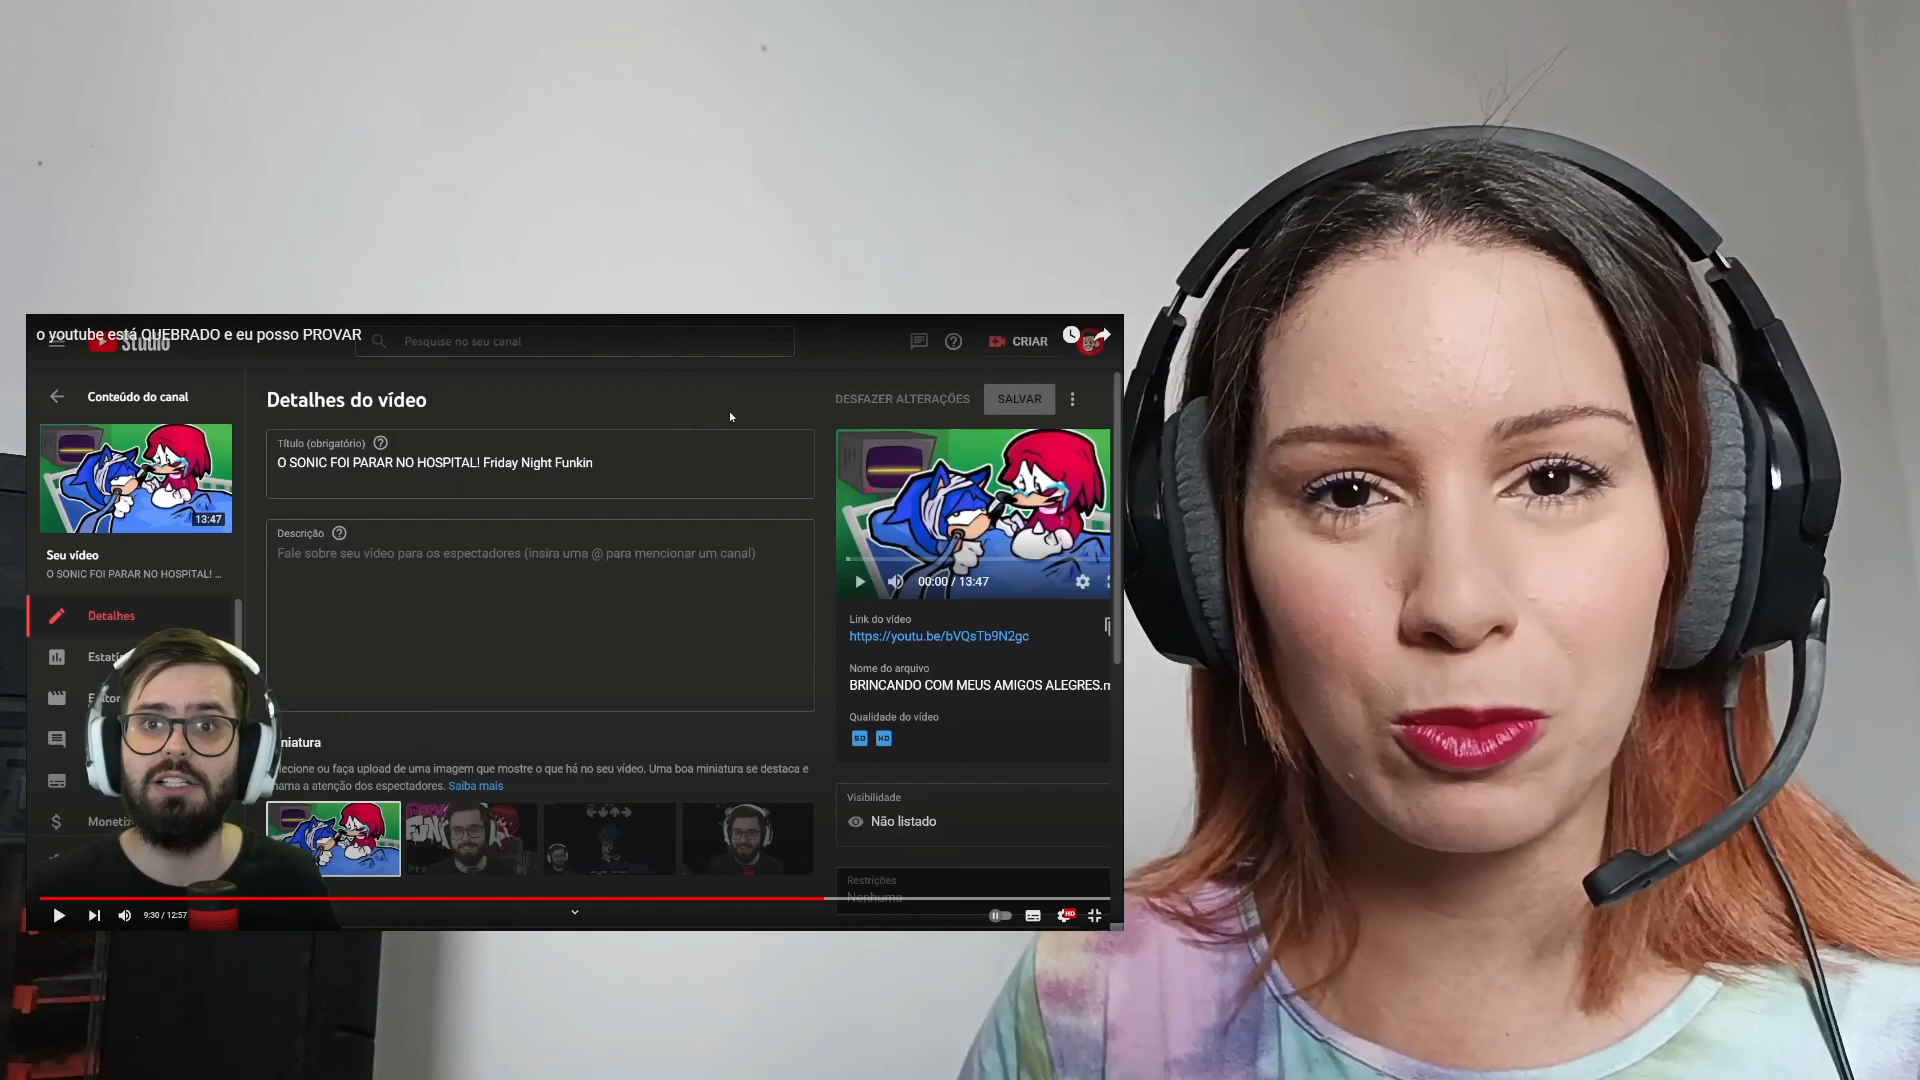 o youtube está QUEBRADO e eu posso PROVAR
Studio
Pesquise no seu canal
CRIAR
Conteúdo do canal
13:47
Seu vídeo
O SONIC FOI PARAR NO HOSPITAL! ...
Detalhes
Monetiz
Detalhes do vídeo
DESFAZER ALTERAÇÕES
SALVAR
Título (obrigatório)
O SONIC FOI PARAR NO HOSPITAL! Friday Night Funkin
Descrição
Fale sobre seu vídeo para os espectadores (insira uma @ para mencionar um canal)
niatura
lecione ou faça upload de uma imagem que mostre o que há no seu vídeo. Uma boa miniatura se destaca e
hama a atenção dos espectadores. Saiba mais
00:00 / 13:47
Link do vídeo
https://youtu.be/bVQsTb9N2gc
Nome do arquivo
BRINCANDO COM MEUS AMIGOS ALEGRES.m
Qualidade do vídeo
SD HD
Visibilidade
Não listado
Restrições
Nenhuma
9:30 / 12:57
HD